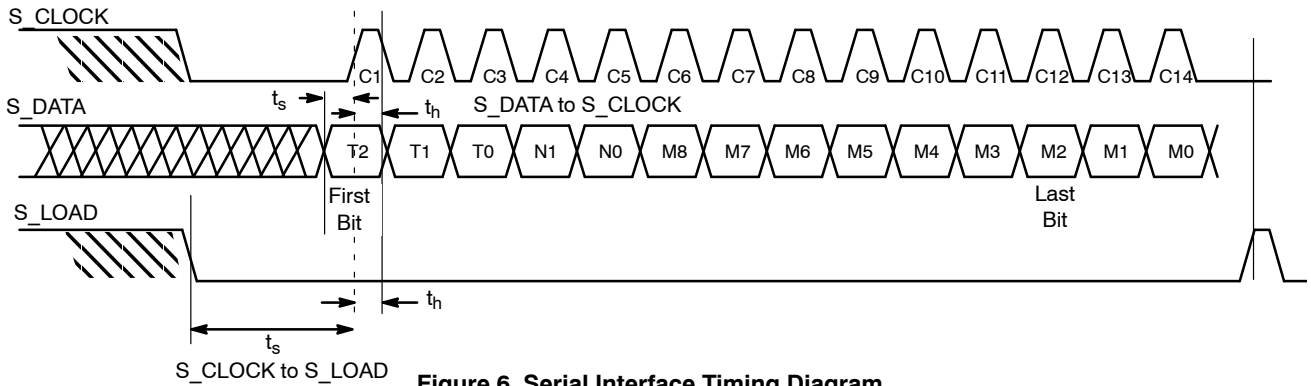 S_CLOCK
C1 C2 C3 C4 C5 C6 C7 C8 C9 C10 C11 C12 C13 C14
ts
S_DATA
th
S_DATA to S_CLOCK
T2 T1 T0 N1 N0 M8 M7 M6 M5 M4 M3 M2 M1 M0
First
Bit
Last
Bit
S_LOAD
th
ts
S_CLOCK to S_LOAD
Figure 6. Serial Interface Timing Diagram